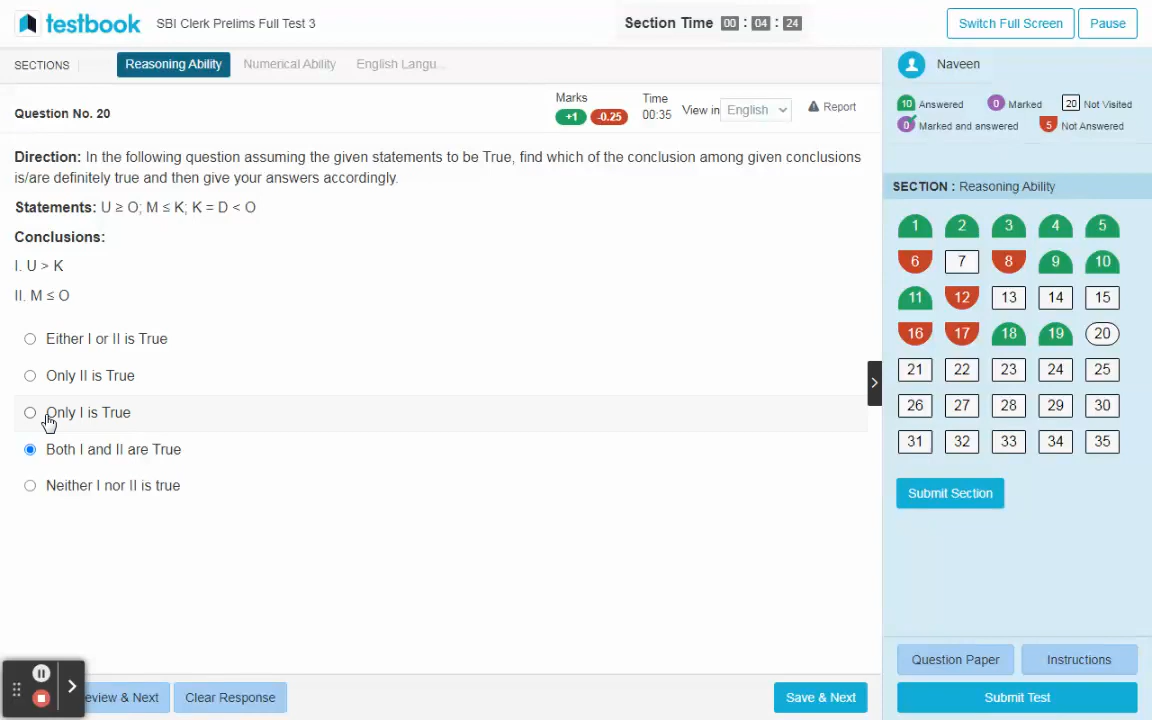 testbook SBI Clerk Prelims Full Test 3 Section Time 00 : 04 : 24 Switch Full Screen Pause
SECTIONS Reasoning Ability Numerical Ability English Langu...
Naveen
Question No. 20 Marks +1 -0.25 Time 00:35 View in English Report
10 Answered 0 Marked 20 Not Visited
0 Marked and answered 5 Not Answered
Direction: In the following question assuming the given statements to be True, find which of the conclusion among given conclusions
is/are definitely true and then give your answers accordingly.
Statements: U ≥ O; M ≤ K; K = D < O
Conclusions:
I. U > K
II. M ≤ O
Either I or II is True
Only II is True
Only I is True
Both I and II are True
Neither I nor II is true
SECTION : Reasoning Ability
1 2 3 4 5
6 7 8 9 10
11 12 13 14 15
16 17 18 19 20
21 22 23 24 25
26 27 28 29 30
31 32 33 34 35
Submit Section
Question Paper Instructions
eview & Next Clear Response Save & Next Submit Test